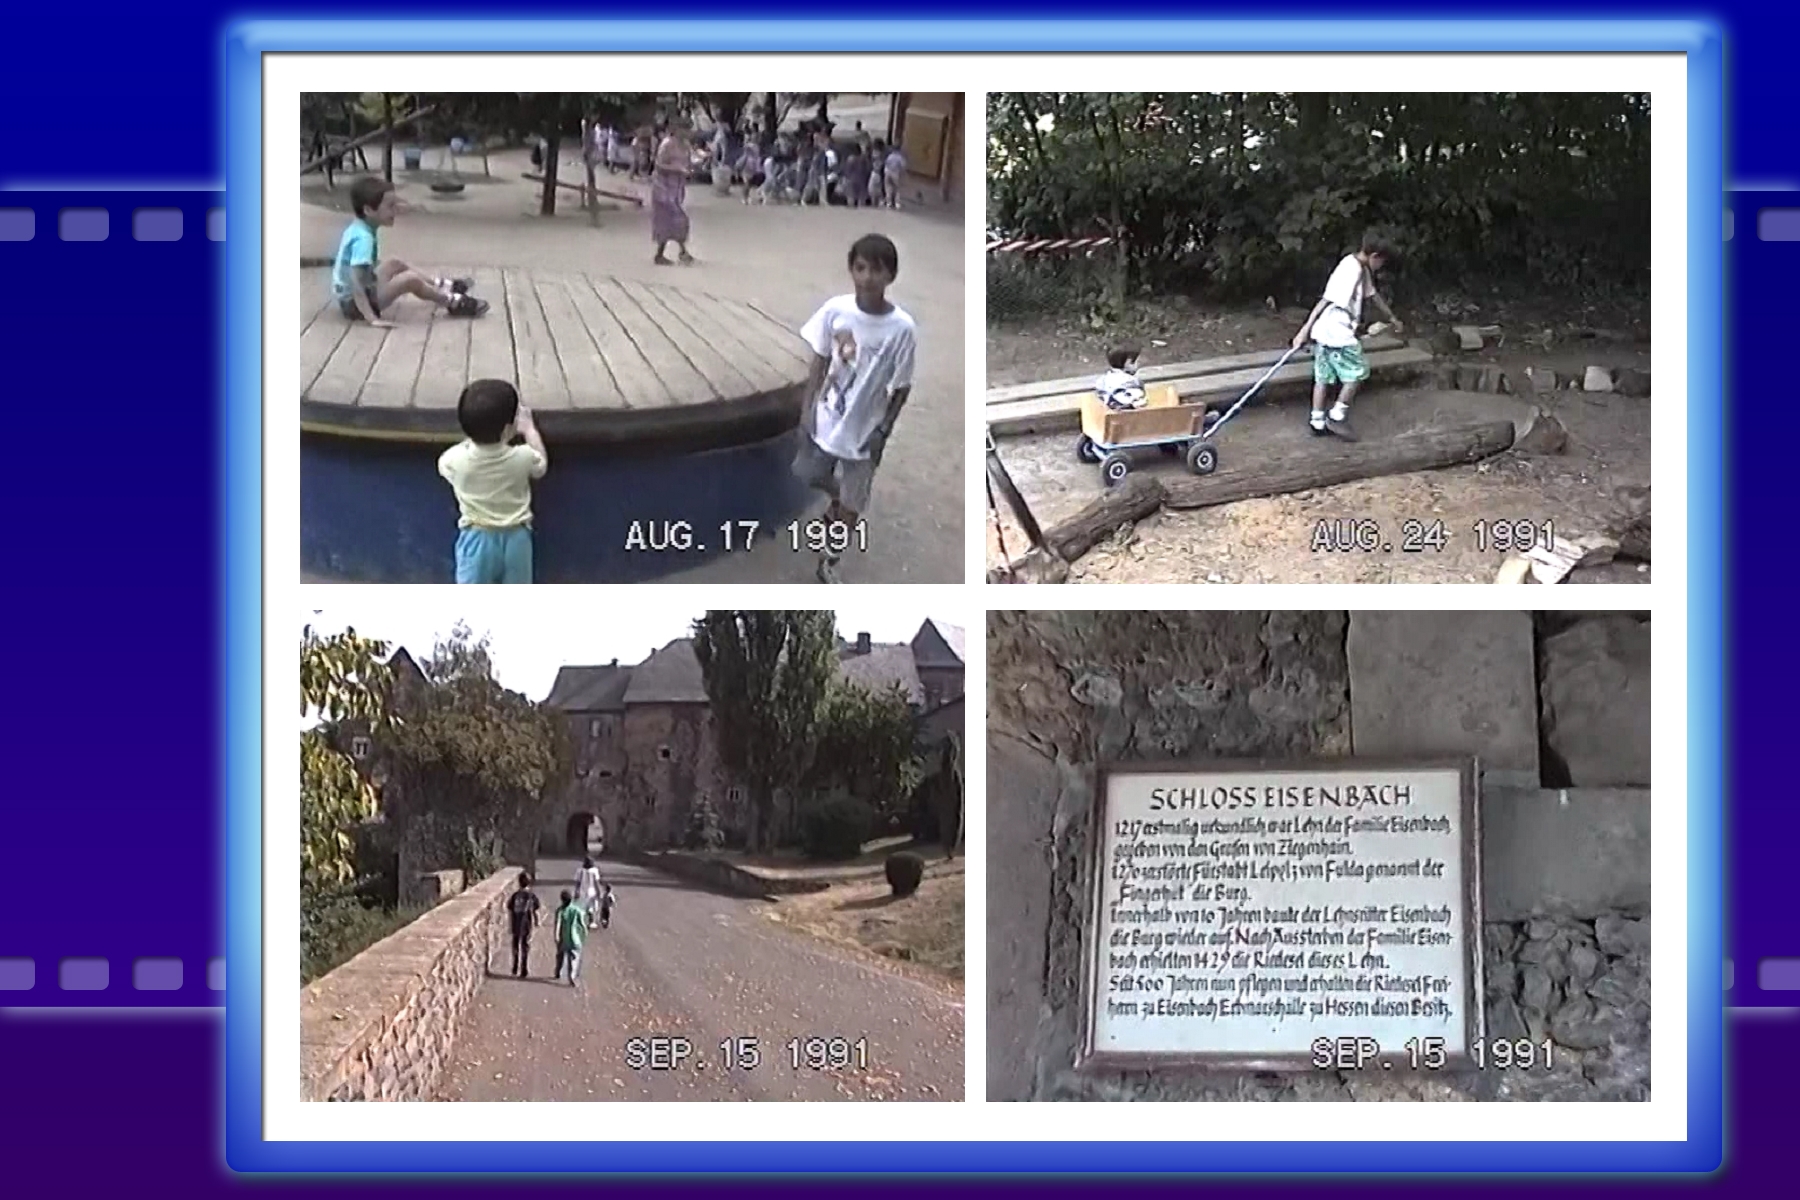 AUG. 17 1991
AUG. 24 1991
SEP. 15 1991
SCHLOSS EISENBACH
1217 erstmalig urkundlich war Lehn der Familie Eisenbach,
gegeben von den Grafen von Ziegenhain.
1270 zerstörte Fürstabt Leipolz von Fulda genannt der
„Fingerhut" die Burg.
Innerhalb von 10 Jahren baute der Lehnsritter Eisenbach
die Burg wieder auf. Nach Aussterben der Familie Eisen-
bach erhielten 1429 die Riedesel dieses Lehn.
Seit 500 Jahren nun pflegen und erhalten die Riedesel Frei-
herrn zu Eisenbach Erbmarschälle zu Hessen diesen Besitz.
SEP. 15 1991